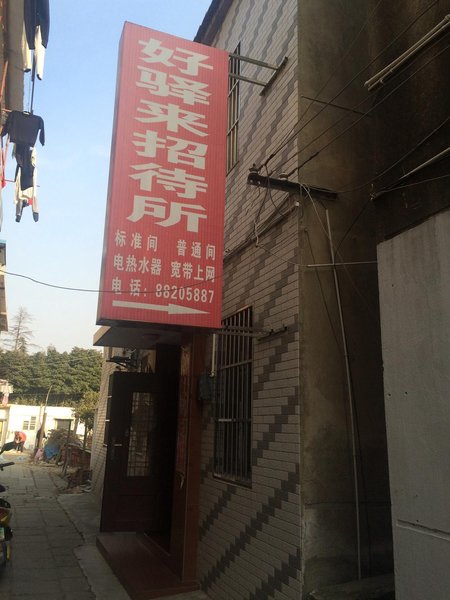 好驿来招待所
标准间 普通间
电热水器 宽带上网
电话：88205887